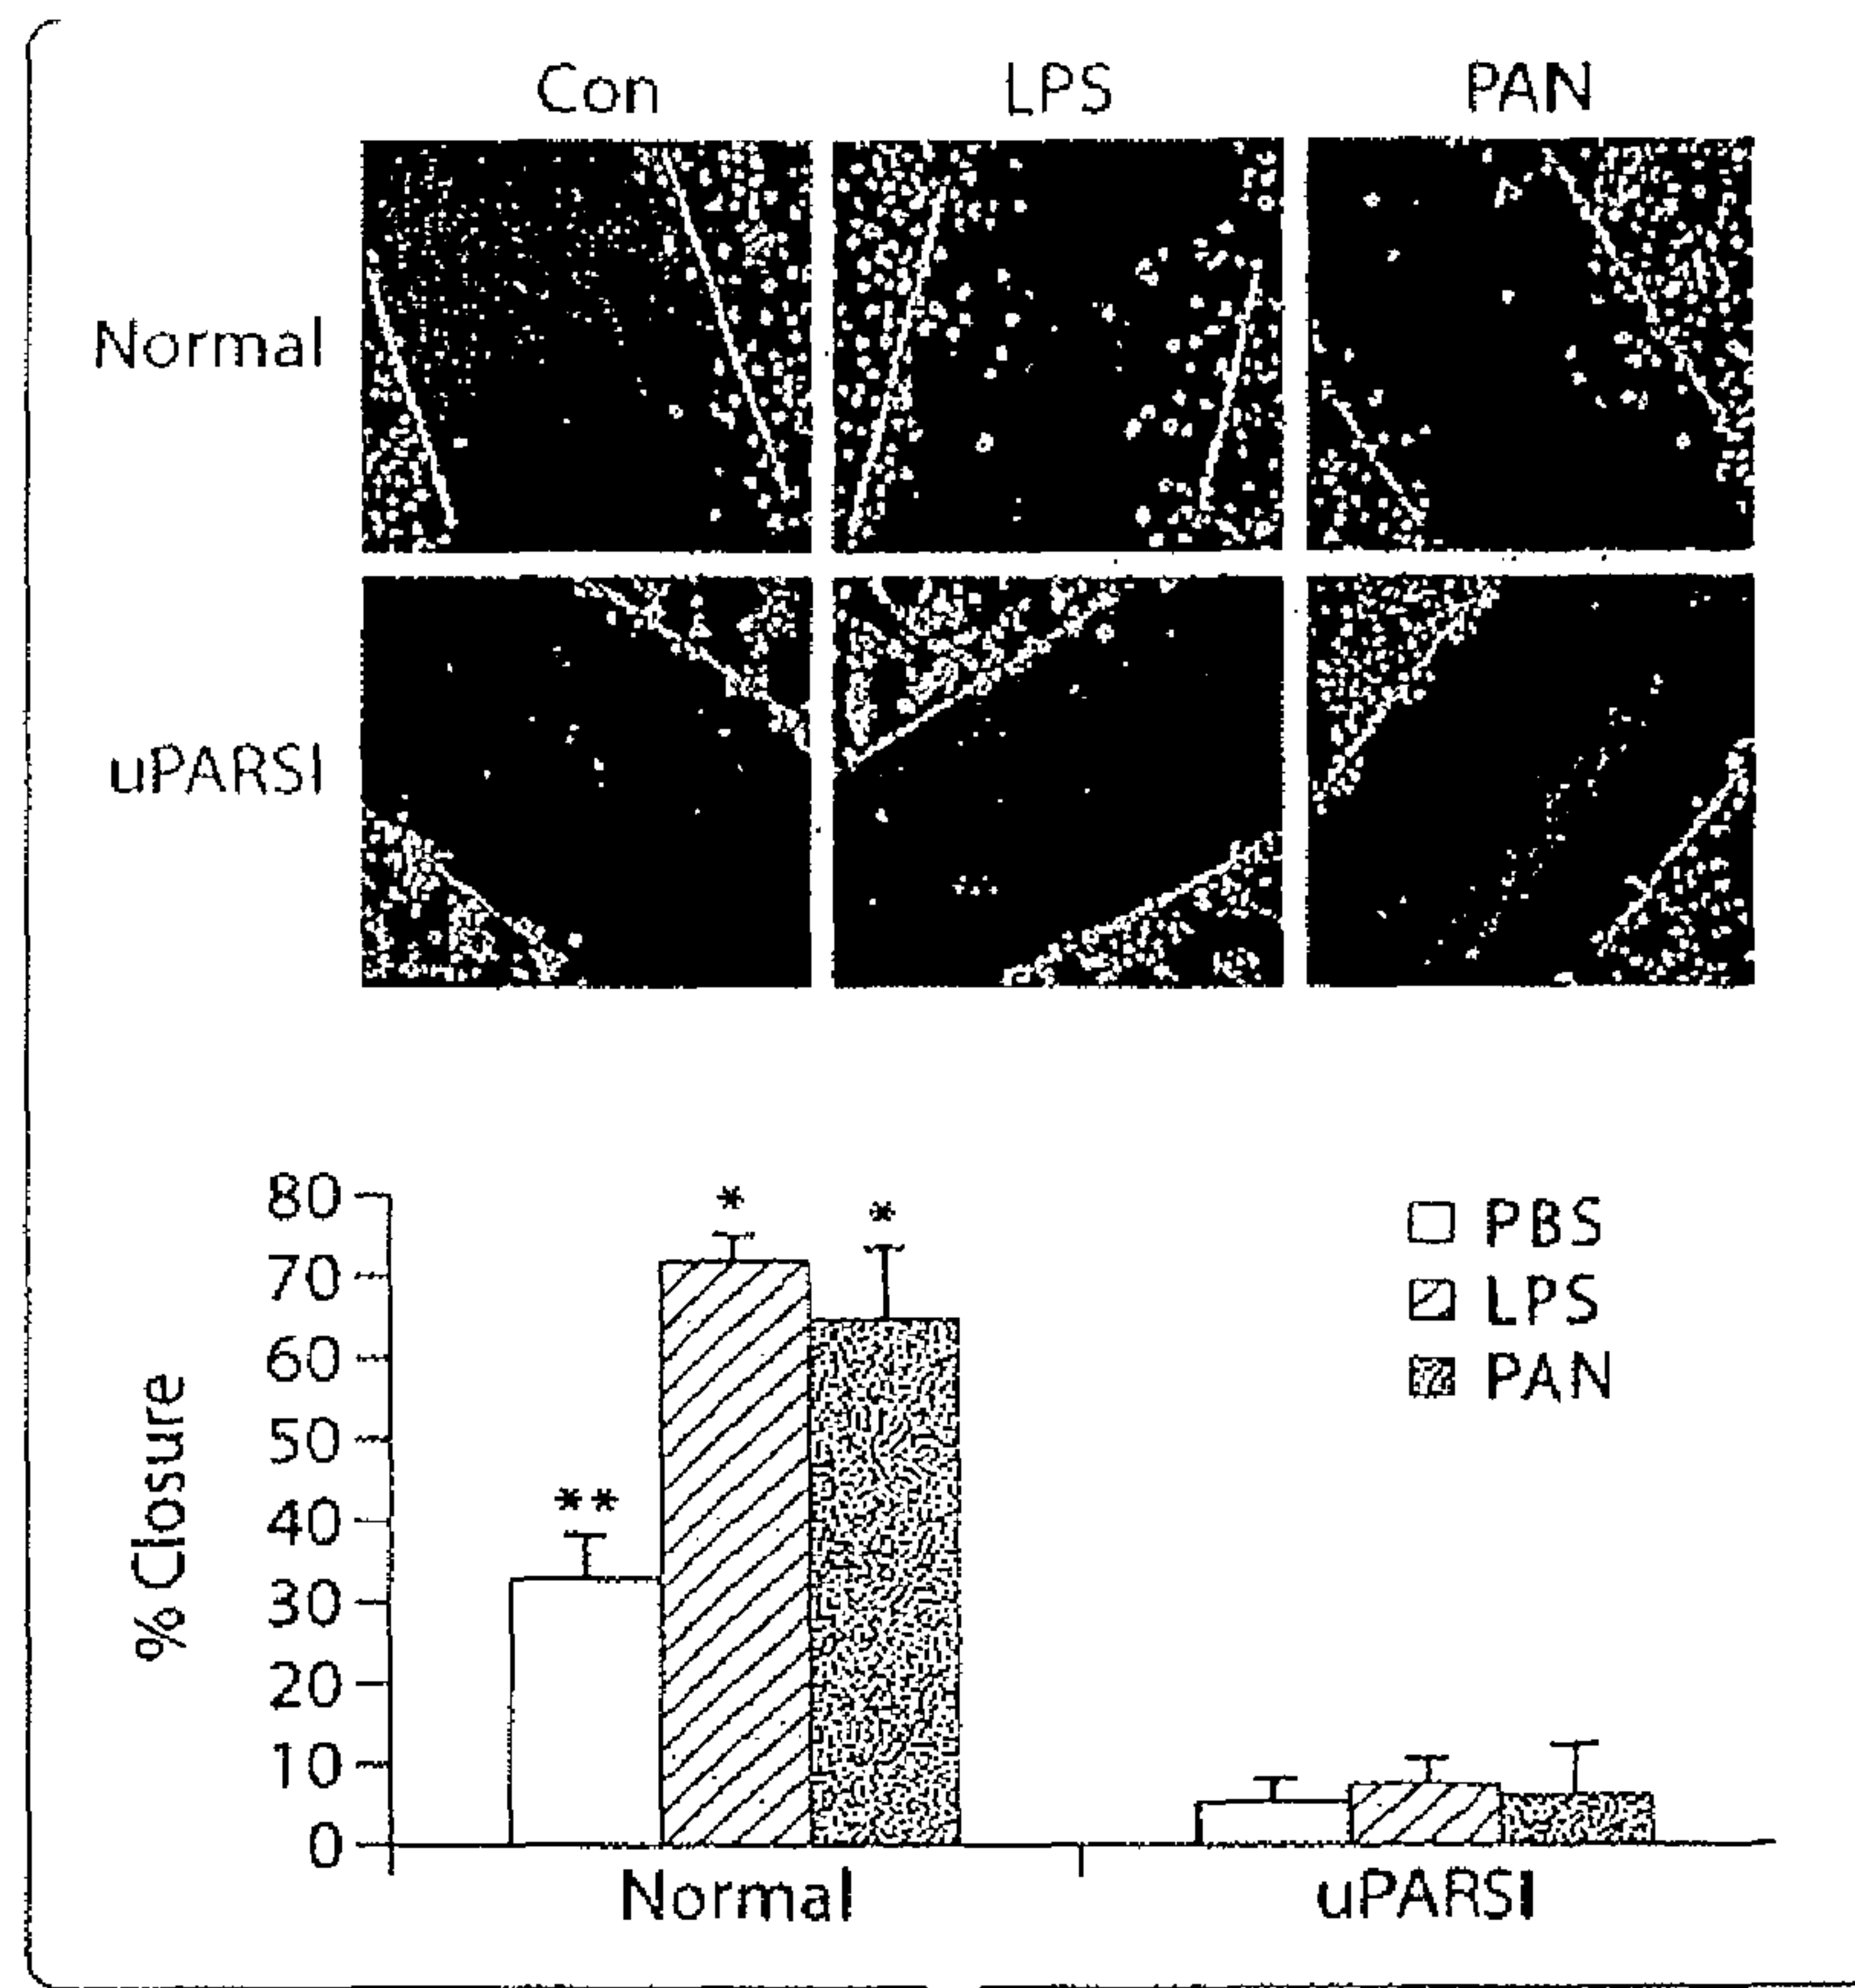 Con LPS PAN
Normal
uPARSI
80
70
60
50
40
30
20
10
0
% Closure
**
*
*
PBS
LPS
PAN
Normal uPARSI